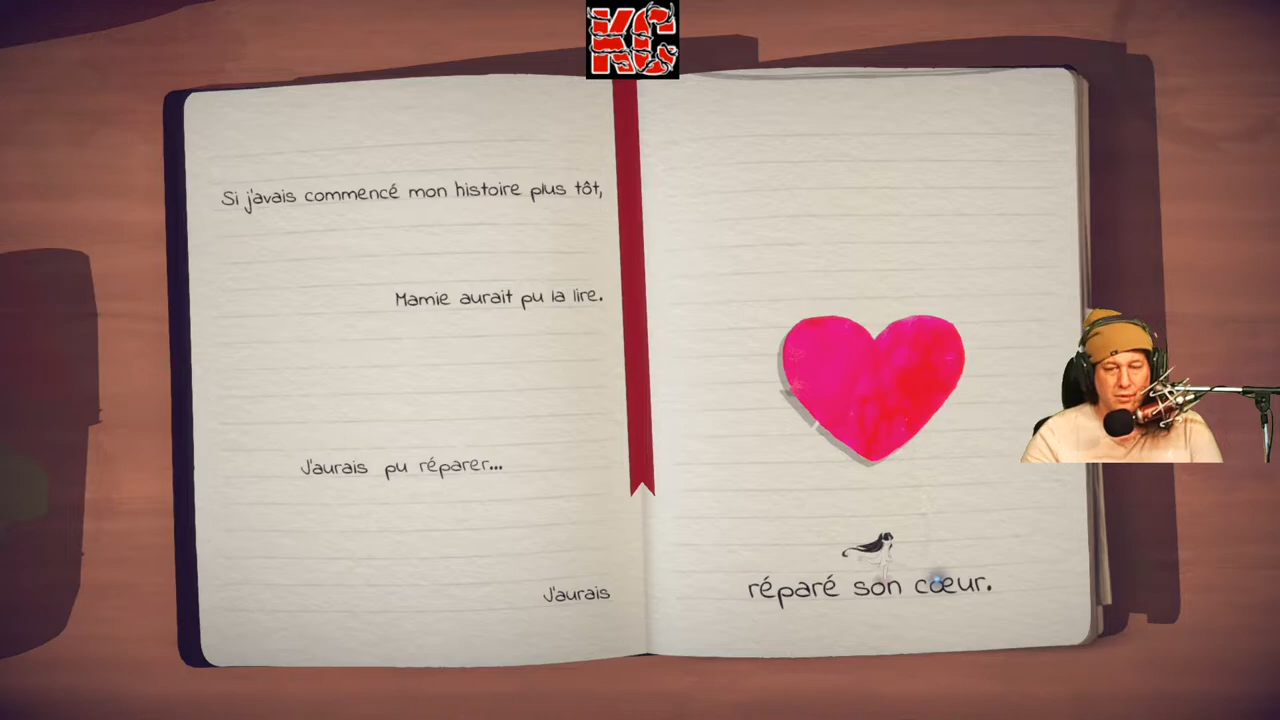 KC
Si j'avais commencé mon histoire plus tôt,
Mamie aurait pu la lire.
J'aurais pu réparer...
J'aurais
réparé son cœur.